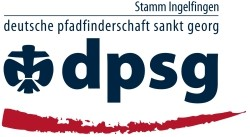 Stamm Ingelfingen
deutsche pfadfinderschaft sankt georg
dpsg